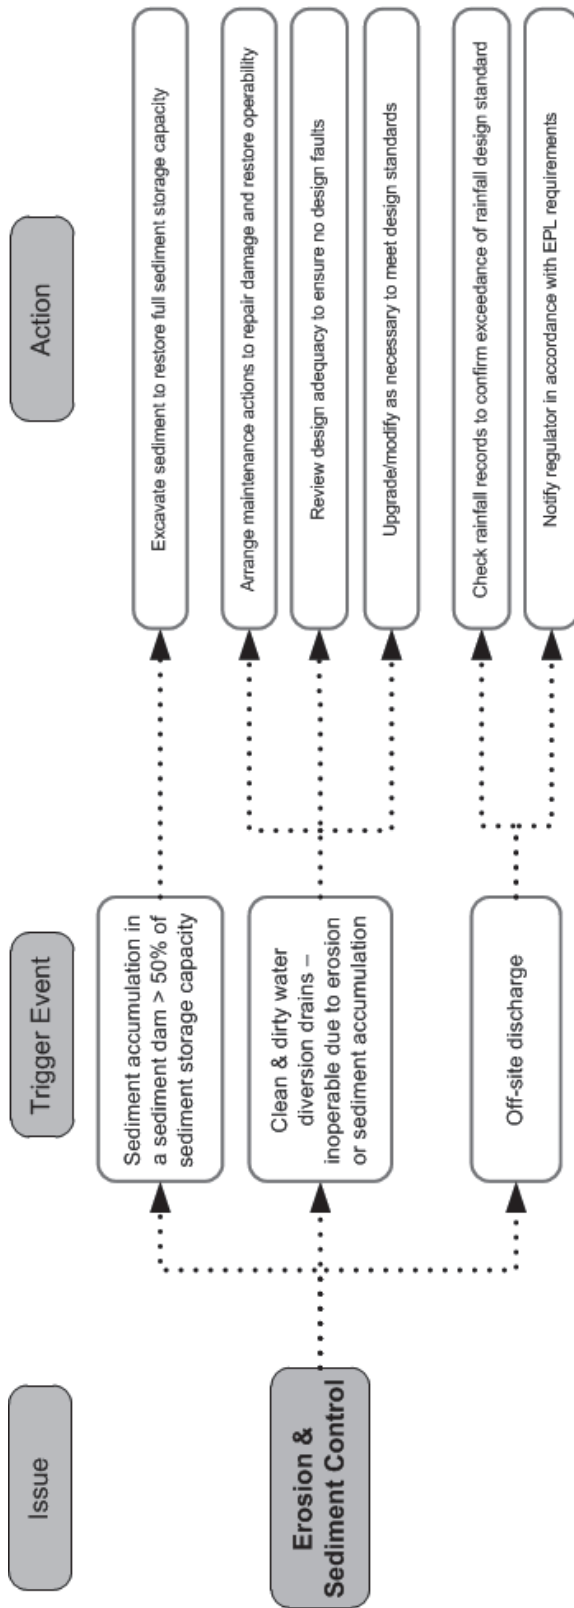 Issue
Trigger Event
Action
Erosion &
Sediment Control
Sediment accumulation in
a sediment dam > 50% of
sediment storage capacity
Excavate sediment to restore full sediment storage capacity
Clean & dirty water
diversion drains –
inoperable due to erosion
or sediment accumulation
Arrange maintenance actions to repair damage and restore operability
Review design adequacy to ensure no design faults
Upgrade/modify as necessary to meet design standards
Off-site discharge
Check rainfall records to confirm exceedance of rainfall design standard
Notify regulator in accordance with EPL requirements